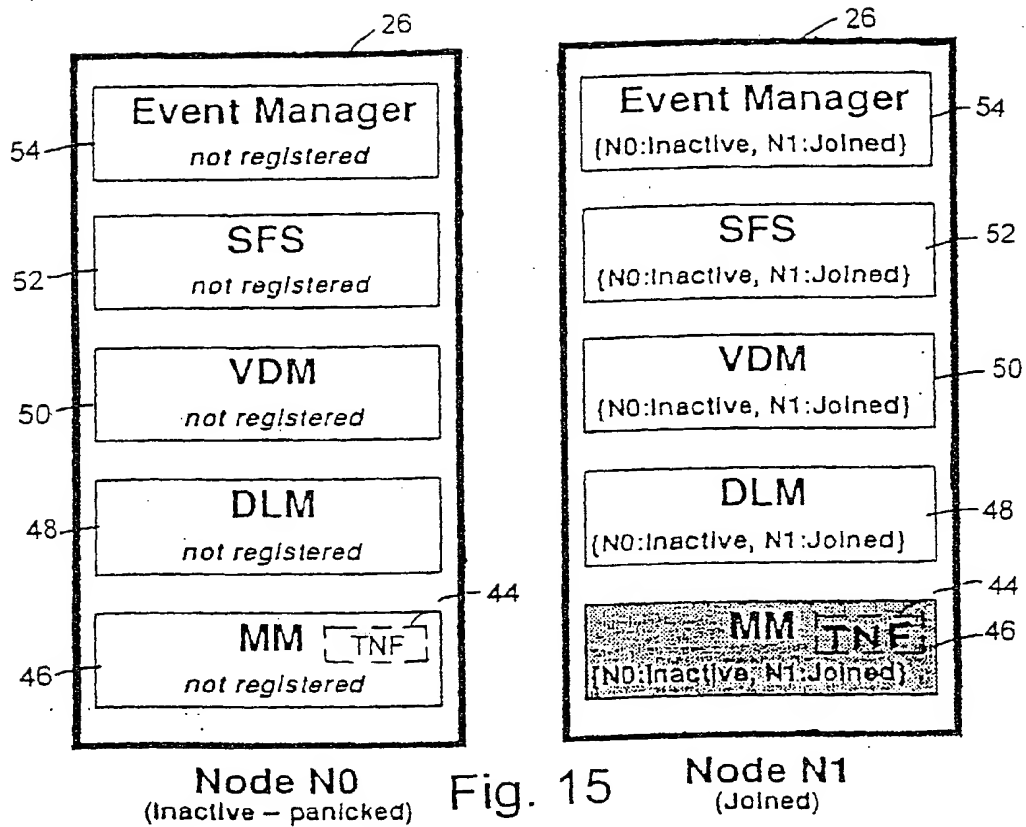 26
Event Manager
not registered
54
SFS
not registered
52
VDM
not registered
50
DLM
not registered
48
44
MM
TNF
not registered
46
Node N0
(Inactive – panicked)
26
Event Manager
{N0:Inactive, N1:Joined}
54
SFS
{N0:Inactive, N1:Joined}
52
VDM
{N0:Inactive, N1:Joined}
50
DLM
{N0:Inactive, N1:Joined}
48
44
MM
TNF
46
{N0:Inactive, N1:Joined}
Node N1
(Joined)
Fig. 15